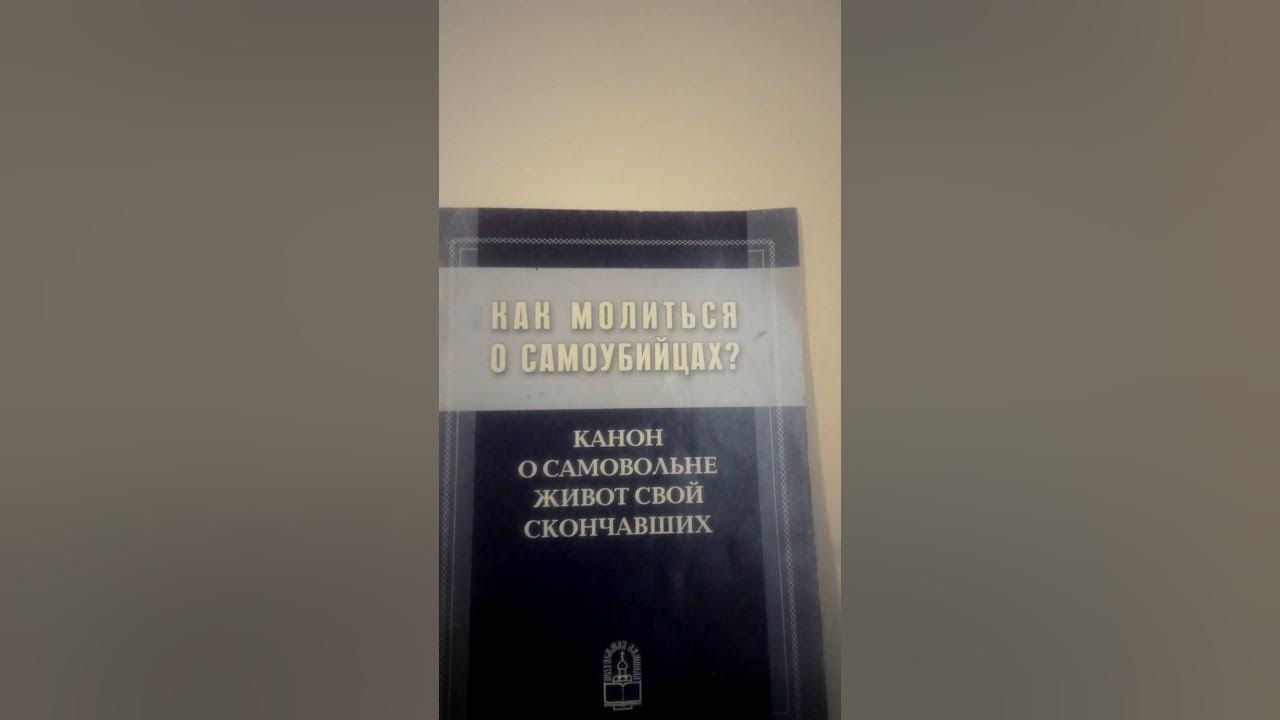 КАК МОЛИТЬСЯ
О САМОУБИЙЦАХ?
КАНОН
О САМОВОЛЬНЕ
ЖИВОТ СВОЙ
СКОНЧАВШИХ